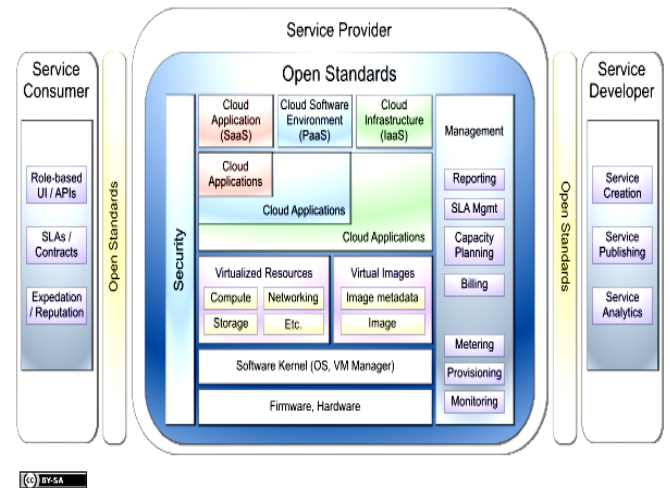 Service Provider
Service
Consumer
Role-based
UI / APIs
SLAs /
Contracts
Expedation
/ Reputation
Open Standards
Open Standards
Security
Cloud
Application
(SaaS)
Cloud Software
Environment
(PaaS)
Cloud
Infrastructure
(IaaS)
Cloud
Applications
Cloud Applications
Cloud Applications
Virtualized Resources
Compute
Networking
Storage
Etc.
Virtual Images
Image metadata
Image
Software Kernel (OS, VM Manager)
Firmware, Hardware
Management
Reporting
SLA Mgmt
Capacity
Planning
Billing
Metering
Provisioning
Monitoring
Open Standards
Service
Developer
Service
Creation
Service
Publishing
Service
Analytics
(cc) BY-SA